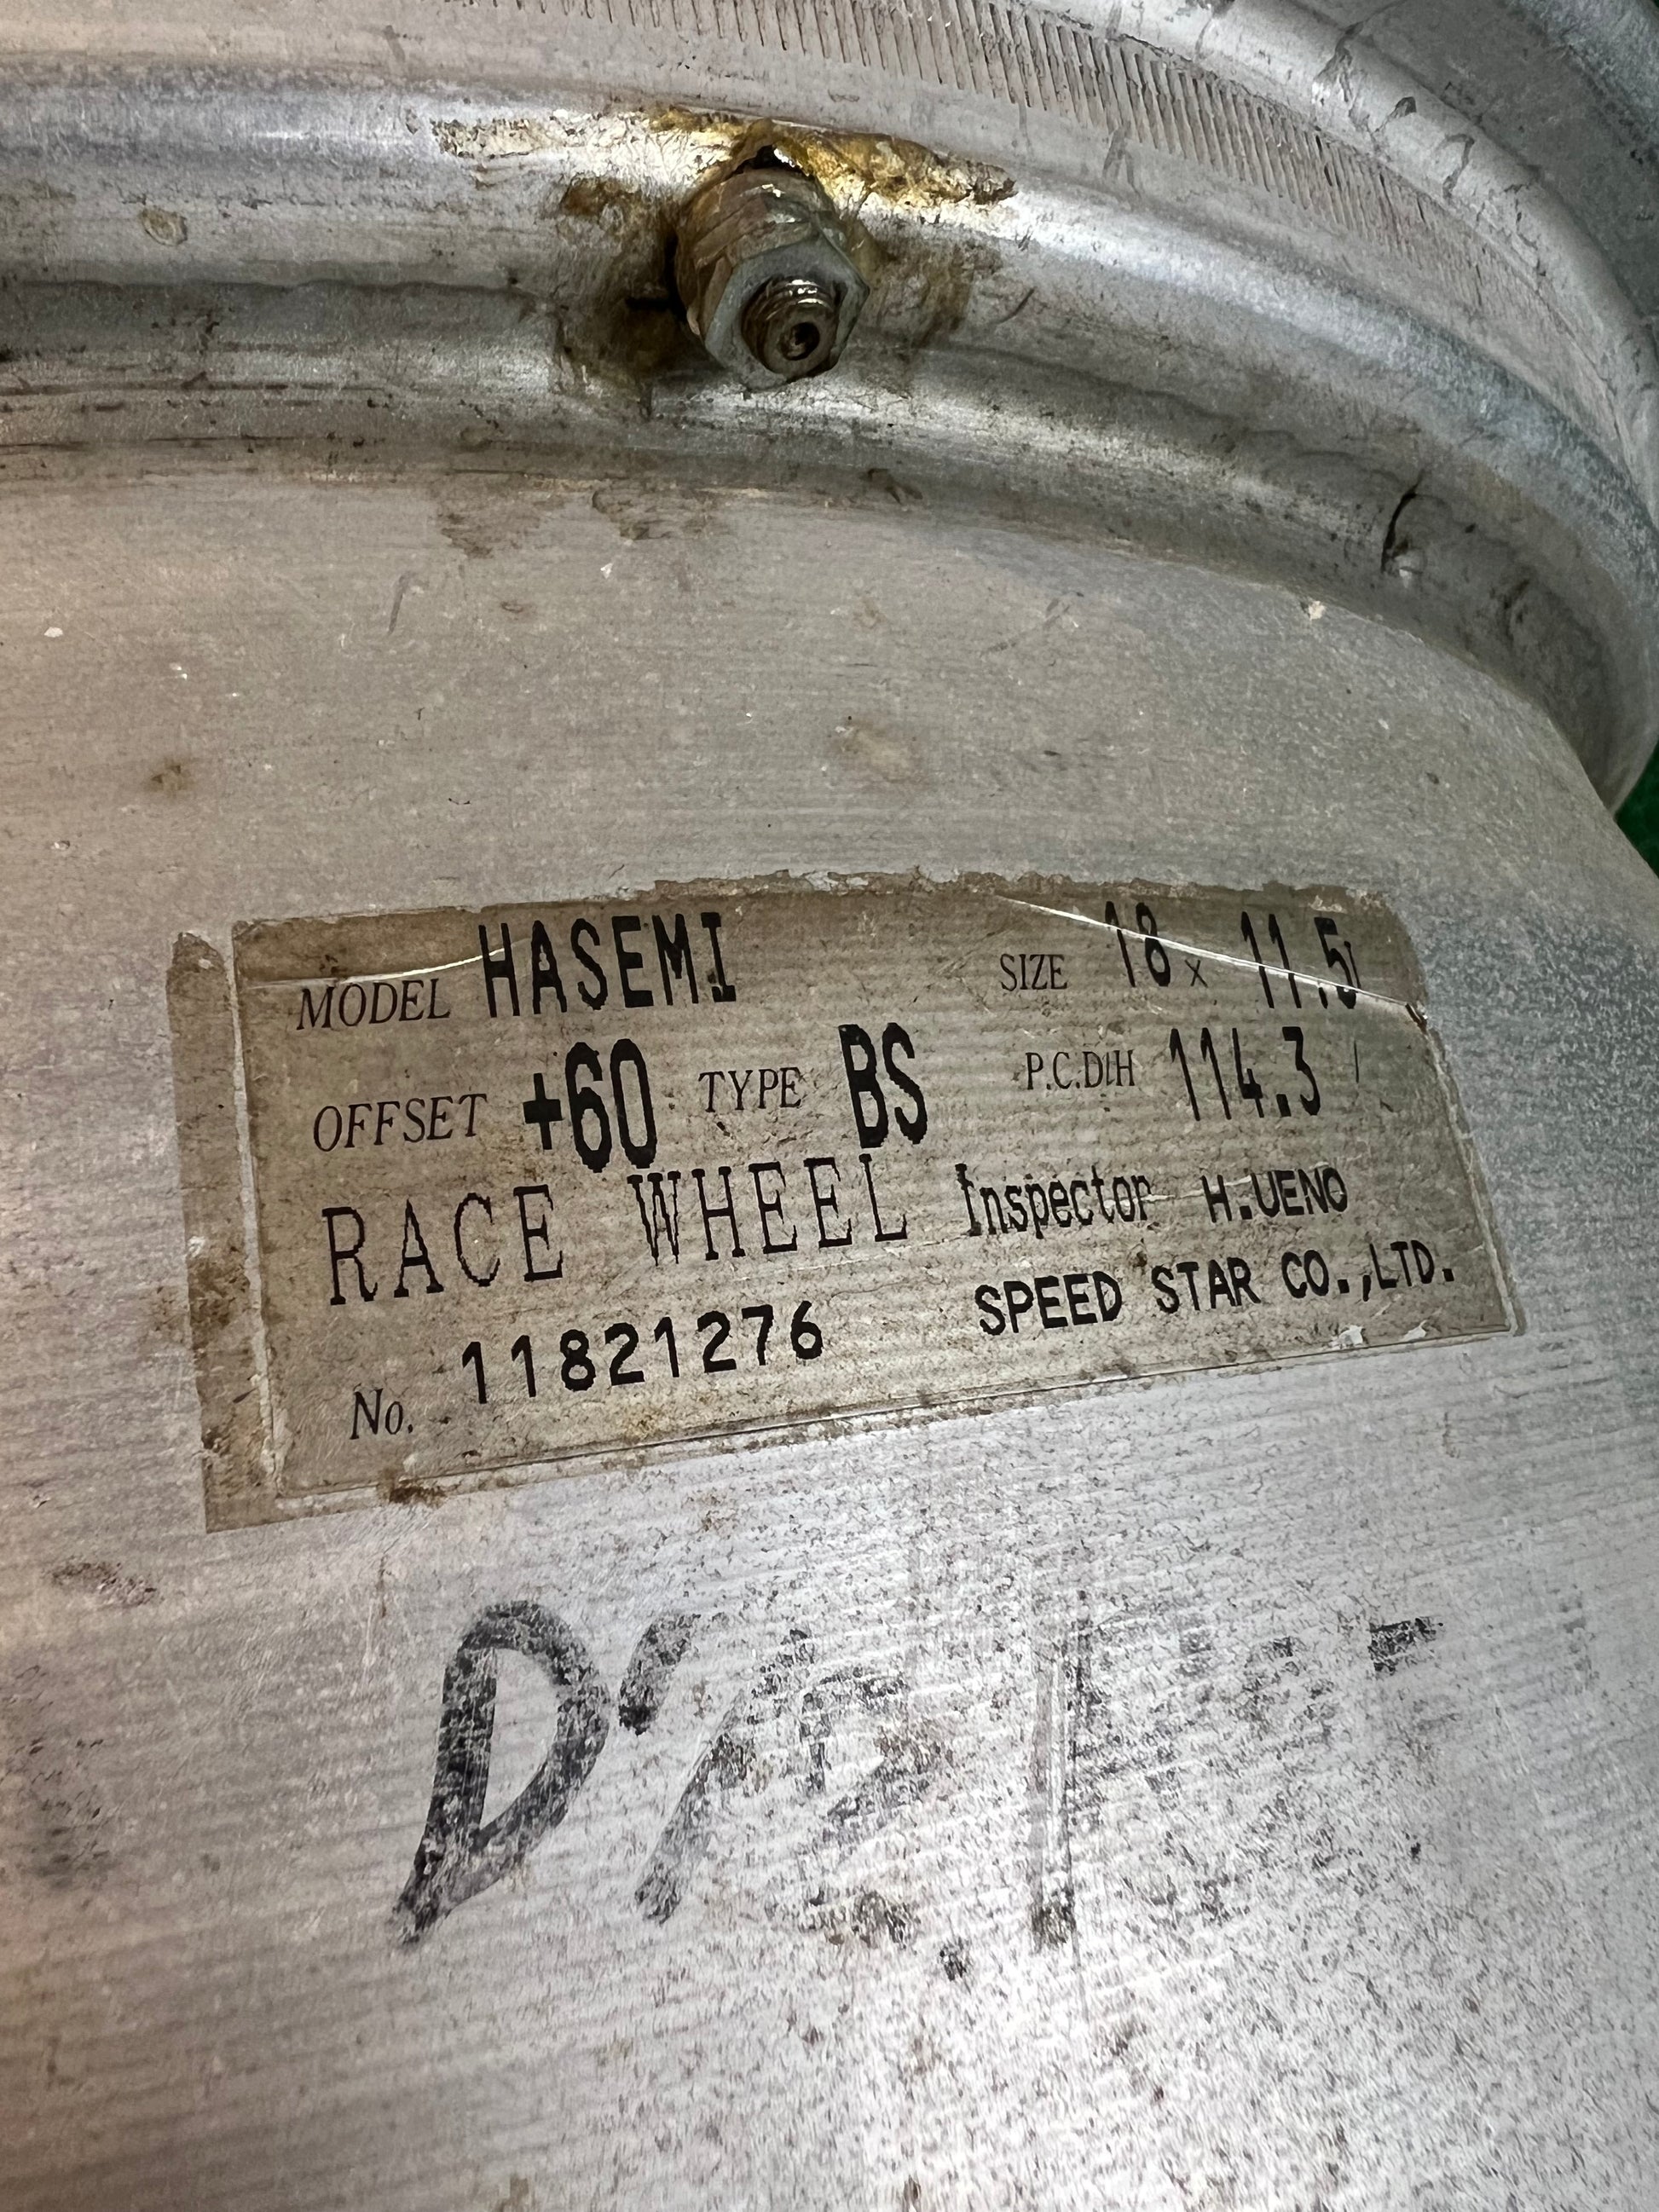 MODEL HASEMI SIZE 18 x 11.5J
OFFSET +60 TYPE BS P.C.D/H 114.3 /
RACE WHEEL Inspector H.UENO
No. 11821276 SPEED STAR CO.,LTD.